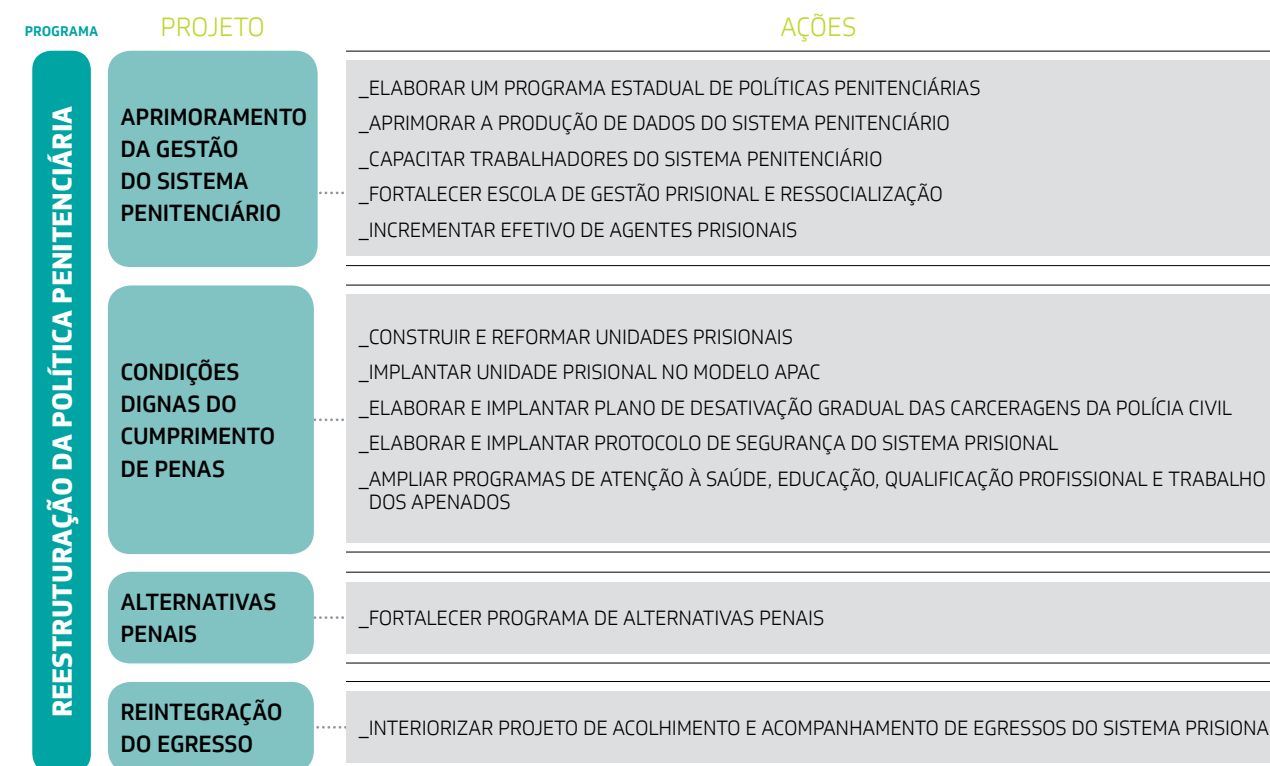 PROGRAMA
PROJETO
AÇÕES
REESTRUTURAÇÃO DA POLÍTICA PENITENCIÁRIA
APRIMORAMENTO
DA GESTÃO
DO SISTEMA
PENITENCIÁRIO
_ELABORAR UM PROGRAMA ESTADUAL DE POLÍTICAS PENITENCIÁRIAS
_APRIMORAR A PRODUÇÃO DE DADOS DO SISTEMA PENITENCIÁRIO
_CAPACITAR TRABALHADORES DO SISTEMA PENITENCIÁRIO
_FORTALECER ESCOLA DE GESTÃO PRISIONAL E RESSOCIALIZAÇÃO
_INCREMENTAR EFETIVO DE AGENTES PRISIONAIS
CONDIÇÕES
DIGNAS DO
CUMPRIMENTO
DE PENAS
_CONSTRUIR E REFORMAR UNIDADES PRISIONAIS
_IMPLANTAR UNIDADE PRISIONAL NO MODELO APAC
_ELABORAR E IMPLANTAR PLANO DE DESATIVAÇÃO GRADUAL DAS CARCERAGENS DA POLÍCIA CIVIL
_ELABORAR E IMPLANTAR PROTOCOLO DE SEGURANÇA DO SISTEMA PRISIONAL
_AMPLIAR PROGRAMAS DE ATENÇÃO À SAÚDE, EDUCAÇÃO, QUALIFICAÇÃO PROFISSIONAL E TRABALHO
DOS APENADOS
ALTERNATIVAS
PENAIS
_FORTALECER PROGRAMA DE ALTERNATIVAS PENAIS
REINTEGRAÇÃO
DO EGRESSO
_INTERIORIZAR PROJETO DE ACOLHIMENTO E ACOMPANHAMENTO DE EGRESSOS DO SISTEMA PRISIONA